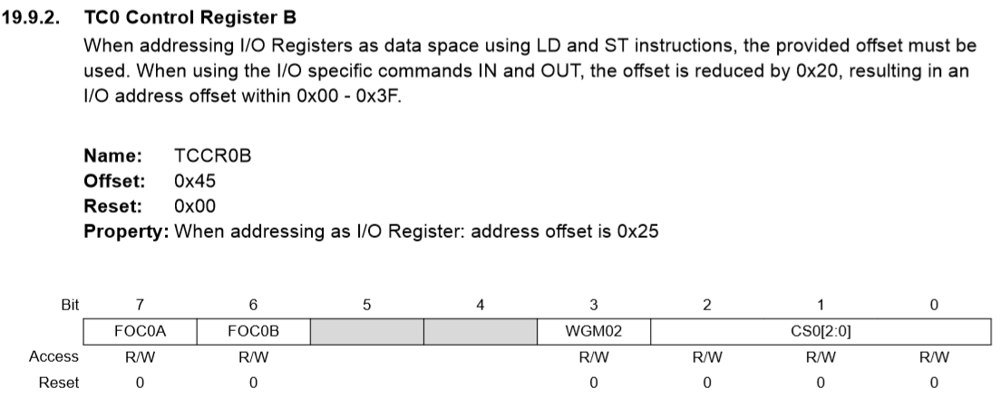 19.9.2. TC0 Control Register B
When addressing I/O Registers as data space using LD and ST instructions, the provided offset must be
used. When using the I/O specific commands IN and OUT, the offset is reduced by 0x20, resulting in an
I/O address offset within 0x00 - 0x3F.
Name: TCCR0B
Offset: 0x45
Reset: 0x00
Property: When addressing as I/O Register: address offset is 0x25
Bit 7 6 5 4 3 2 1 0
FOC0A FOC0B WGM02 CS0[2:0]
Access R/W R/W R/W R/W R/W R/W
Reset 0 0 0 0 0 0